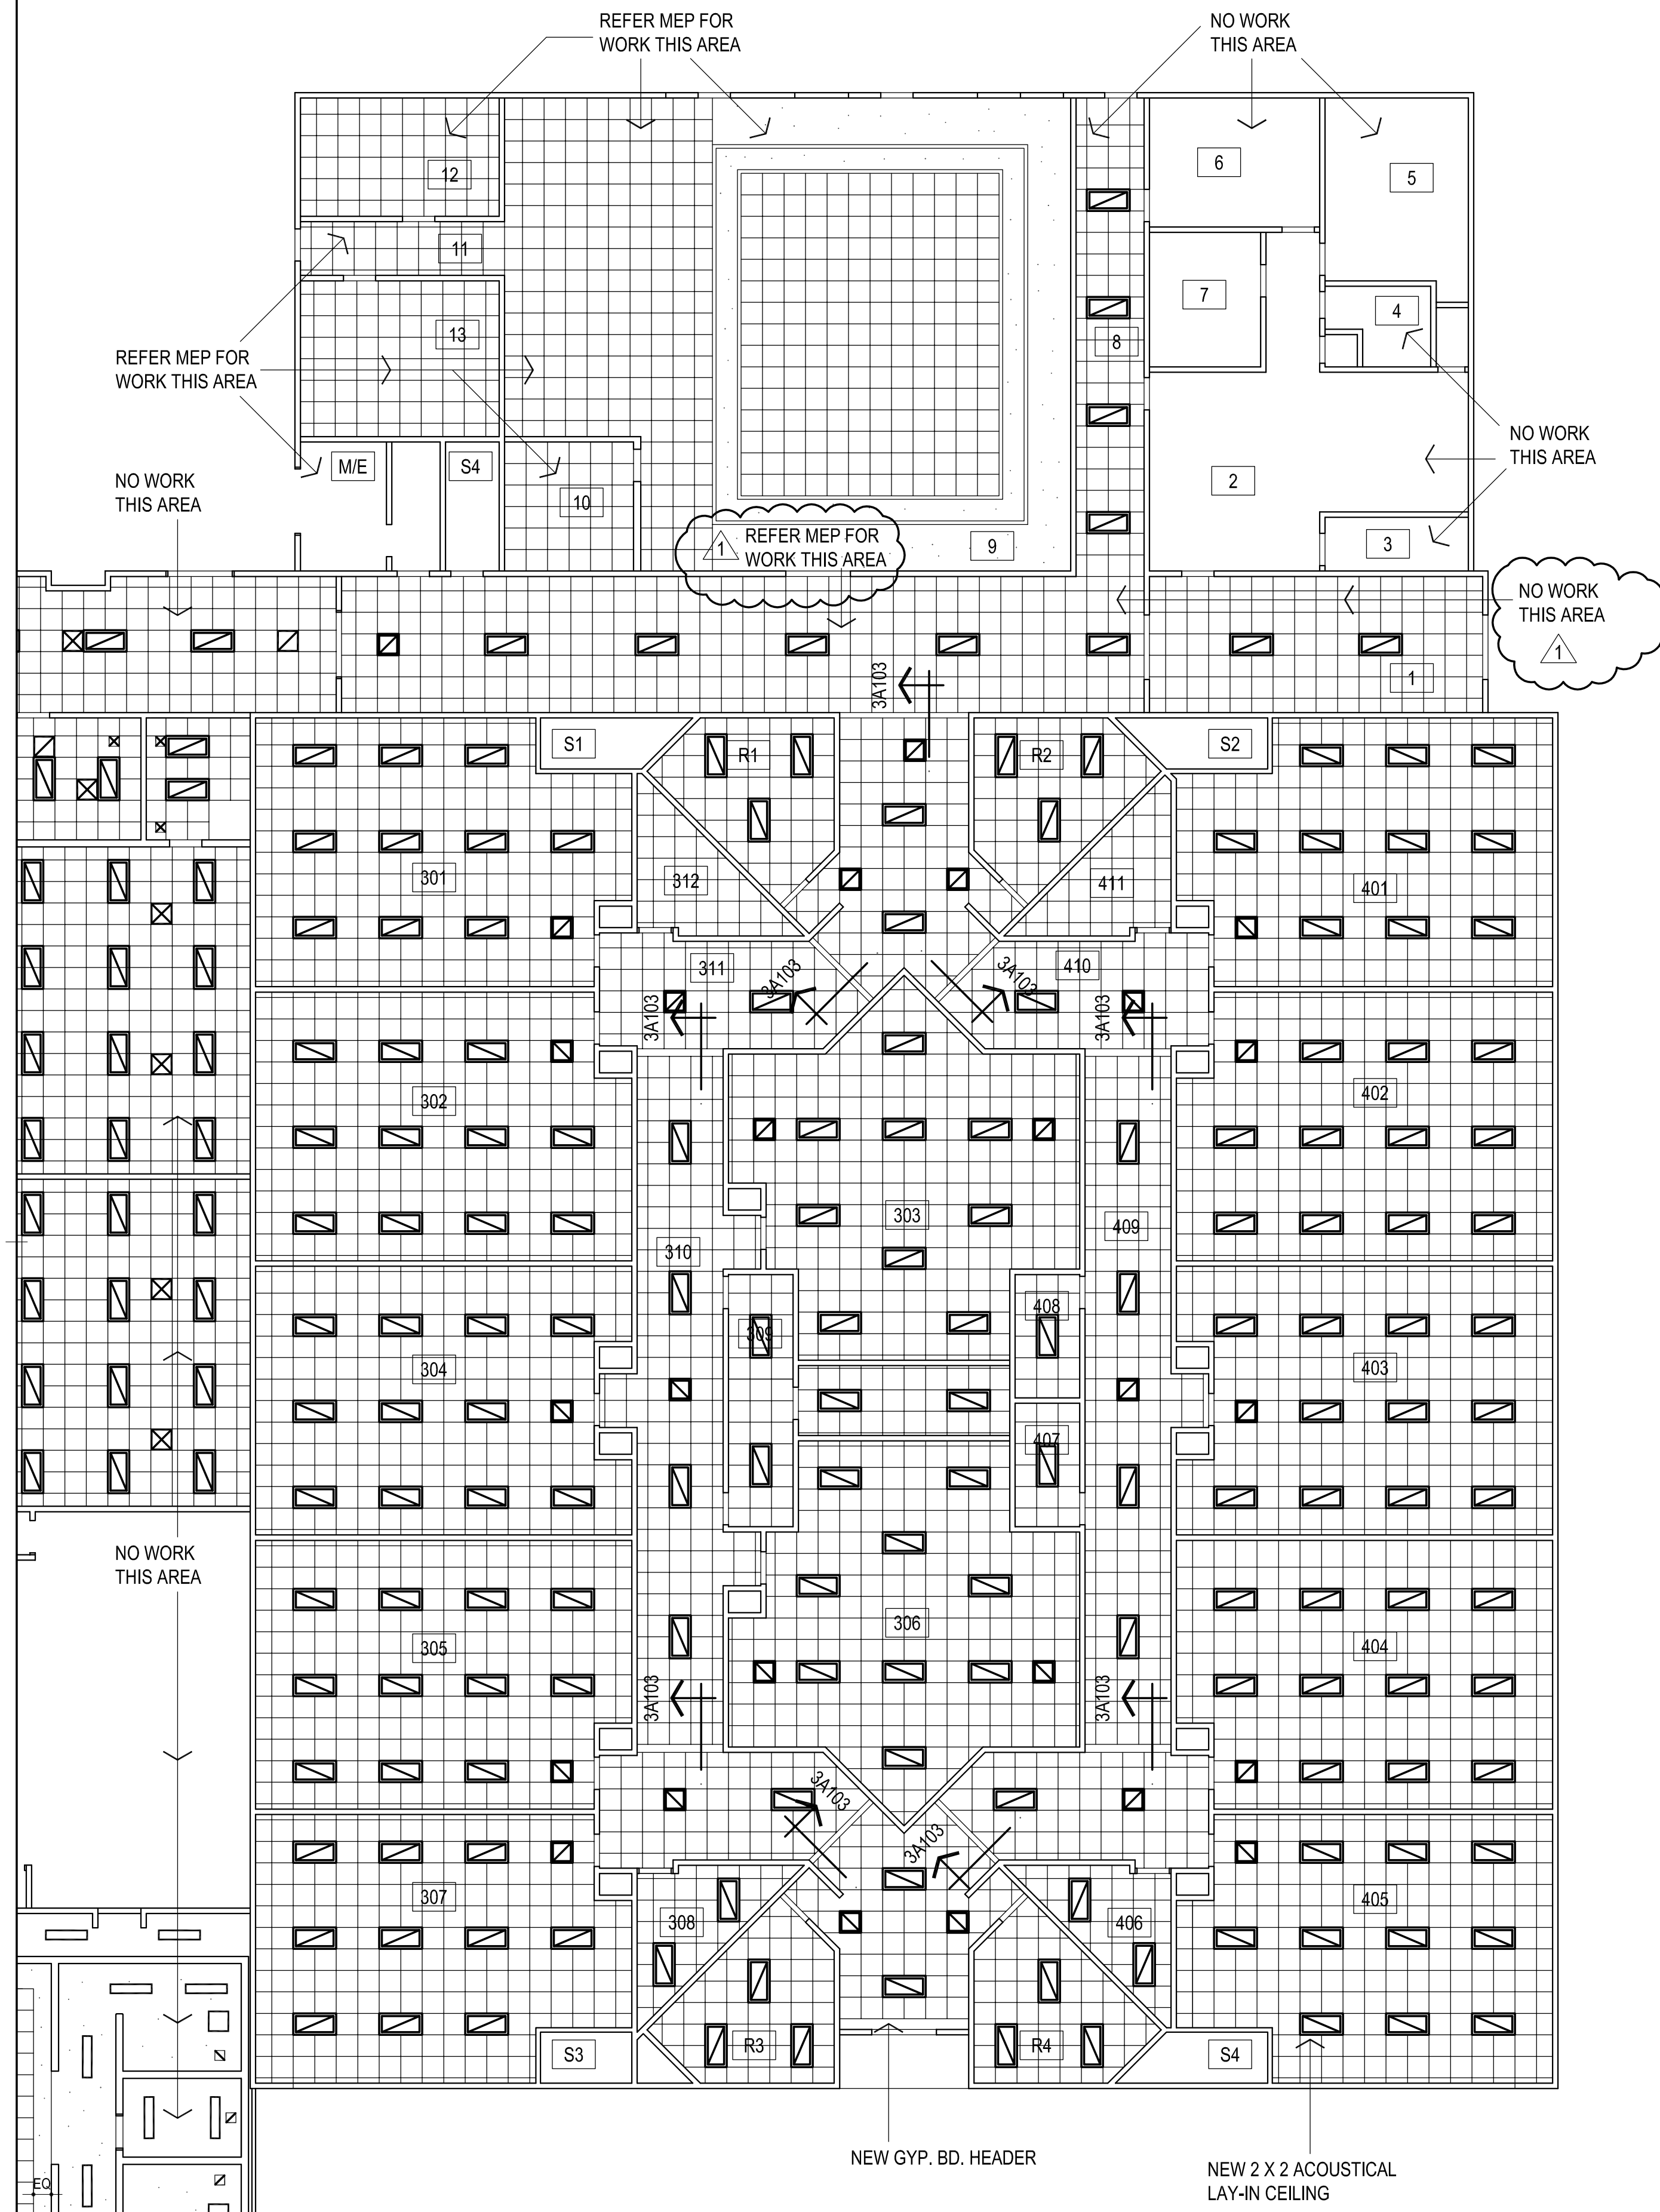 REFER MEP FOR
WORK THIS AREA
NO WORK
THIS AREA
12
6
5
11
7
4
13
8
REFER MEP FOR
WORK THIS AREA
NO WORK
THIS AREA
M/E
S4
2
NO WORK
THIS AREA
10
1
REFER MEP FOR
WORK THIS AREA
9
3
NO WORK
THIS AREA
1
3A103
1
S1
R1
R2
S2
301
312
411
401
311
3A103
3A103
410
3A103
3A103
302
402
303
409
310
408
309
304
403
407
NO WORK
THIS AREA
306
305
404
3A103
3A103
3A103
3A103
307
308
406
405
S3
R3
R4
S4
NEW GYP. BD. HEADER
NEW 2 X 2 ACOUSTICAL
LAY-IN CEILING
EQ